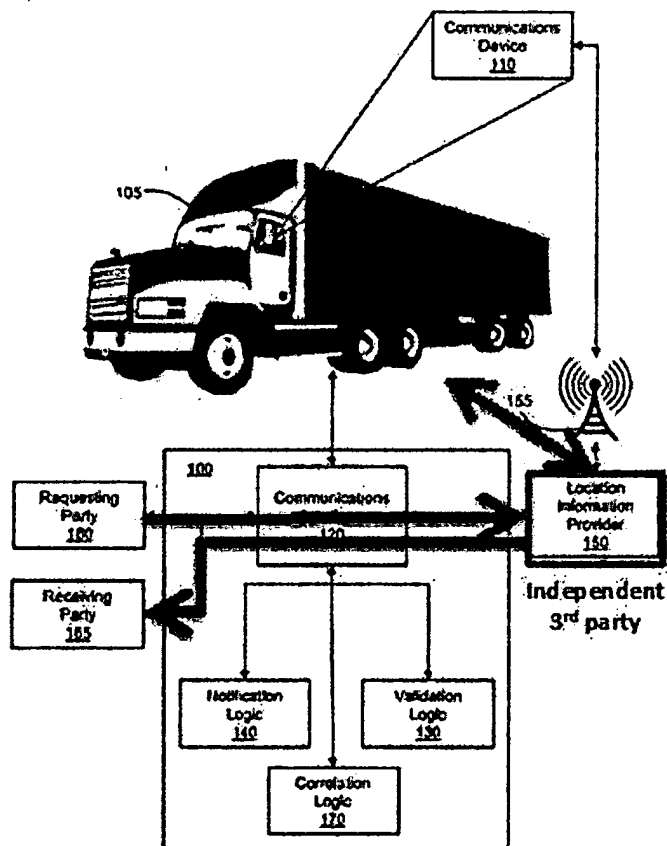 Communications
Device
110
105
155
100
Communications
120
Requesting
Party
160
Location
Information
Provider
150
Receiving
Party
165
Independent
3rd party
Notification
Logic
140
Validation
Logic
130
Correlation
Logic
170